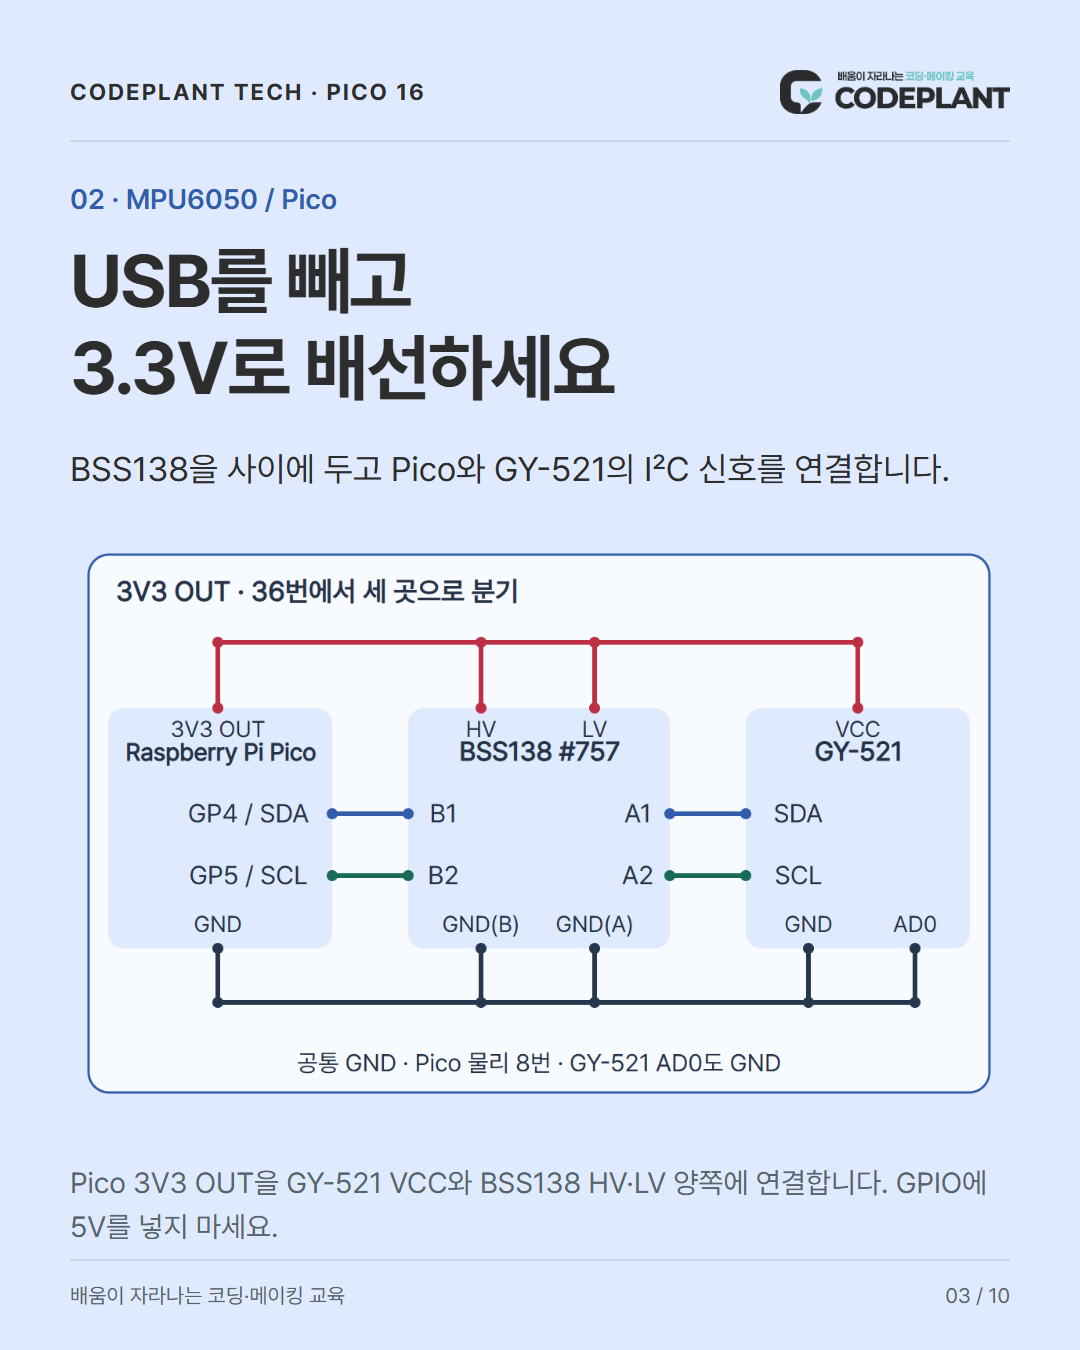 CODEPLANT TECH · PICO 16
배움이 자라나는 코딩·메이킹 교육
CODEPLANT
02 · MPU6050 / Pico
USB를 빼고
3.3V로 배선하세요
BSS138을 사이에 두고 Pico와 GY-521의 I²C 신호를 연결합니다.
3V3 OUT · 36번에서 세 곳으로 분기
3V3 OUT HV LV VCC
Raspberry Pi Pico BSS138 #757 GY-521
GP4 / SDA B1 A1 SDA
GP5 / SCL B2 A2 SCL
GND GND(B) GND(A) GND AD0
공통 GND · Pico 물리 8번 · GY-521 AD0도 GND
Pico 3V3 OUT을 GY-521 VCC와 BSS138 HV·LV 양쪽에 연결합니다. GPIO에
5V를 넣지 마세요.
배움이 자라나는 코딩·메이킹 교육 03 / 10